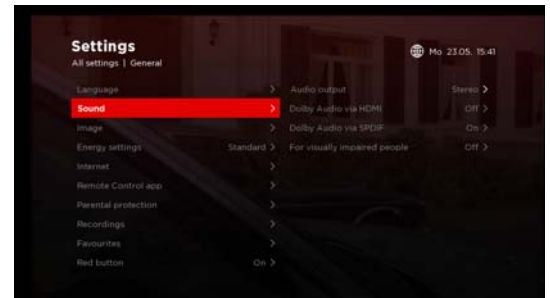 Settings
All settings | General
Mo 23.05. 15:41
Language
Sound
Image
Energy settings Standard
Internet
Remote Control app
Parental protection
Recordings
Favourites
Red button On
Audio output Stereo
Dolby Audio via HDMI Off
Dolby Audio via SPDIF On
For visually impaired people Off